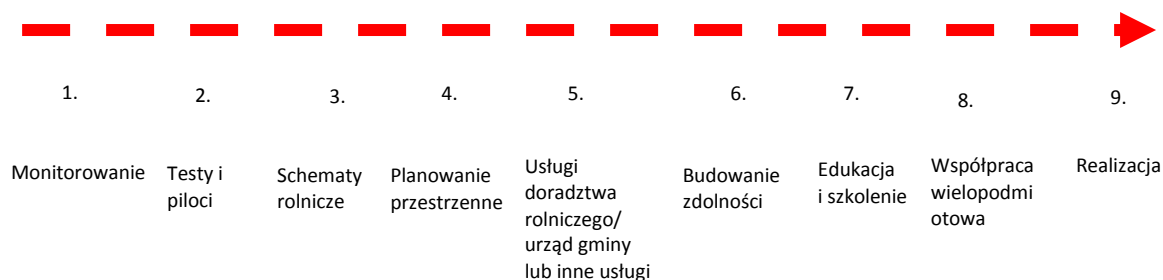 1.
2.
3.
4.
5.
6.
7.
8.
9.
Monitorowanie
Testy i
piloci
Schematy
rolnicze
Planowanie
przestrzenne
Usługi
doradztwa
rolniczego/
urząd gminy
lub inne usługi
Budowanie
zdolności
Edukacja
i szkolenie
Współpraca
wielopodmi
otowa
Realizacja